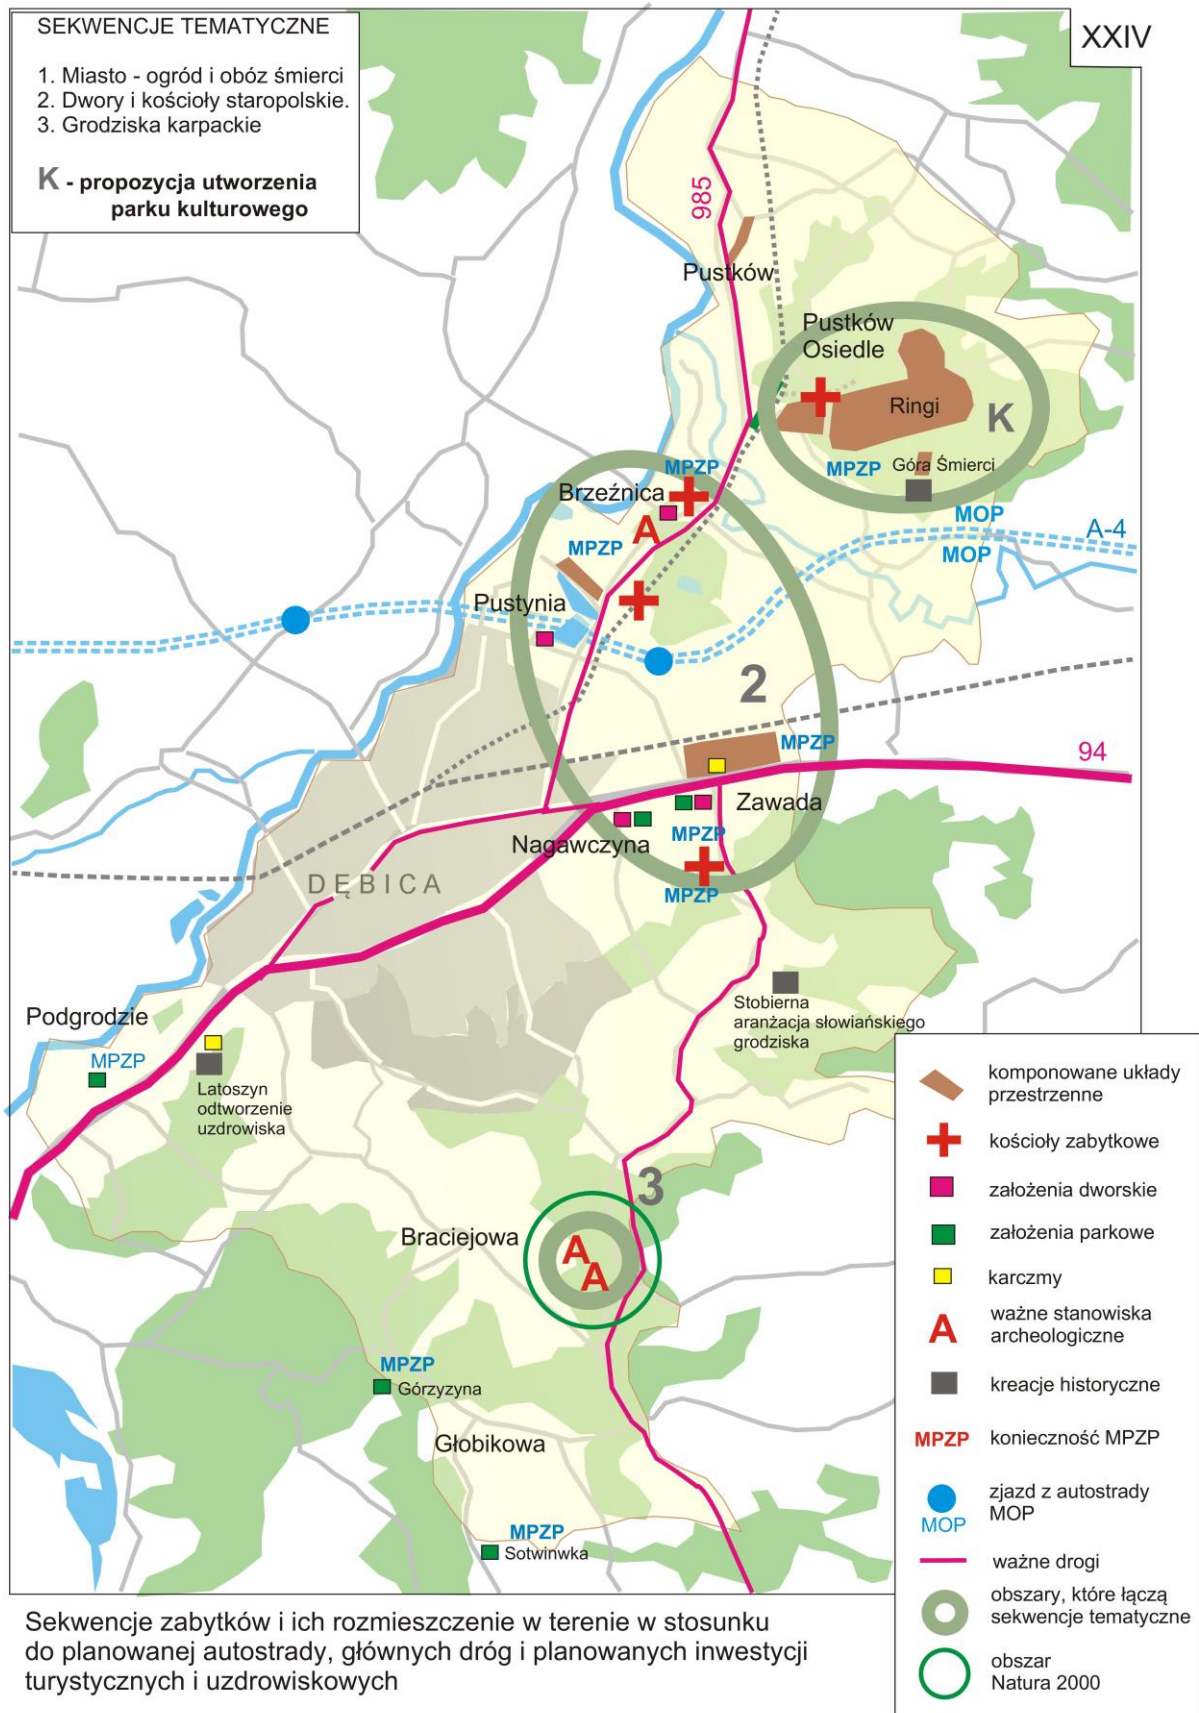 SEKWENCJE TEMATYCZNE
1. Miasto - ogród i obóz śmierci
2. Dwory i kościoły staropolskie.
3. Grodziska karpackie
K - propozycja utworzenia
parku kulturowego
XXIV
985
Pustków
Pustków
Osiedle
Ringi
K
MPZP
Góra Śmierci
MOP
MOP
A-4
MPZP
Brzeźnica
A
MPZP
Pustynia
2
MPZP
94
Zawada
Nagawczyna
MPZP
MPZP
DĘBICA
Stobierna
aranżacja słowiańskiego
grodziska
Podgrodzie
MPZP
Latoszyn
odtworzenie
uzdrowiska
3
Braciejowa
A
A
MPZP
Górzyzyna
Głobikowa
MPZP
Sotwinwka
komponowane układy
przestrzenne
kościoły zabytkowe
założenia dworskie
założenia parkowe
karczmy
A
ważne stanowiska
archeologiczne
kreacje historyczne
MPZP konieczność MPZP
zjazd z autostrady
MOP
MOP
ważne drogi
obszary, które łączą
sekwencje tematyczne
obszar
Natura 2000
Sekwencje zabytków i ich rozmieszczenie w terenie w stosunku
do planowanej autostrady, głównych dróg i planowanych inwestycji
turystycznych i uzdrowiskowych